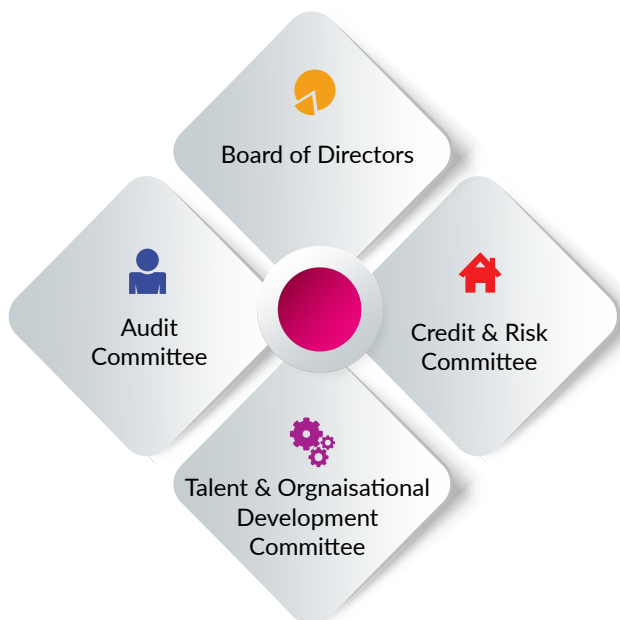 Board of Directors
Audit
Committee
Credit & Risk
Committee
Talent & Orgnaisational
Development
Committee